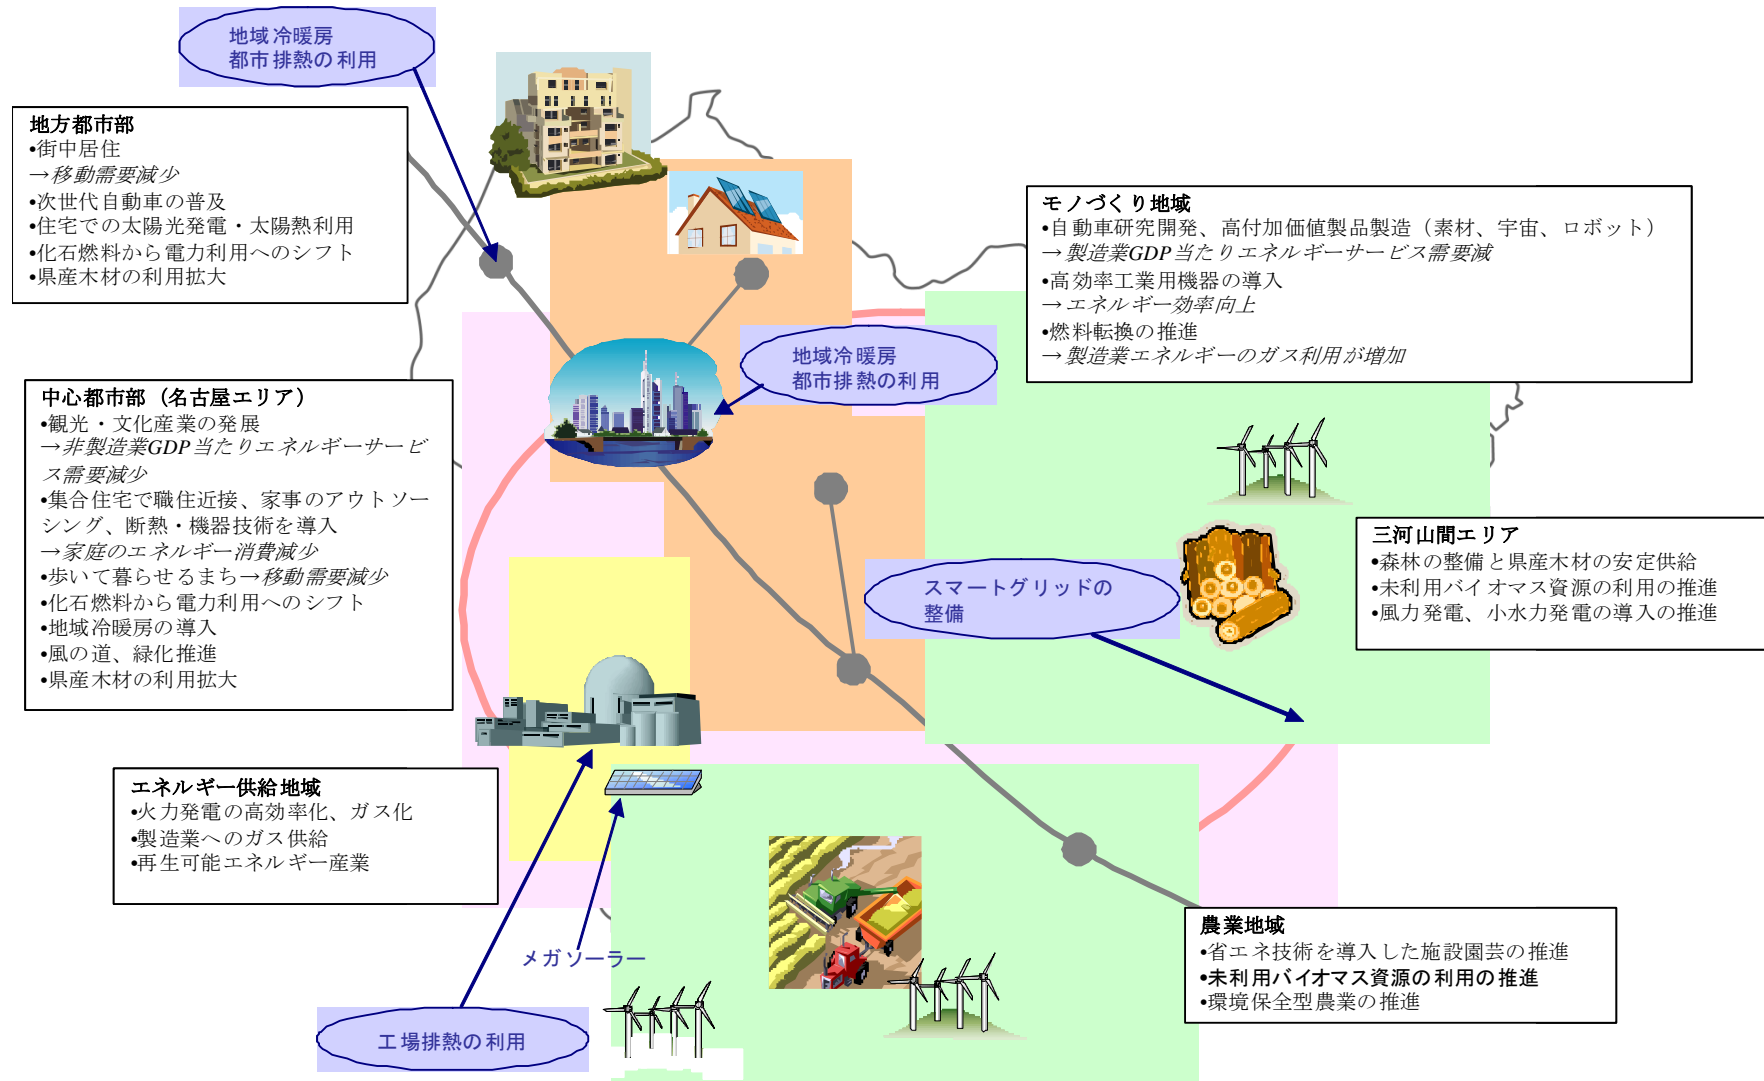 地域冷暖房
都市排熱の利用
地方都市部
•街中居住
→移動需要減少
•次世代自動車の普及
•住宅での太陽光発電・太陽熱利用
•化石燃料から電力利用へのシフト
•県産木材の利用拡大
モノづくり地域
•自動車研究開発、高付加価値製品製造（素材、宇宙、ロボット）
→製造業GDP当たりエネルギーサービス需要減
•高効率工業用機器の導入
→エネルギー効率向上
•燃料転換の推進
→製造業エネルギーのガス利用が増加
地域冷暖房
都市排熱の利用
中心都市部（名古屋エリア）
•観光・文化産業の発展
→非製造業GDP当たりエネルギーサービ
ス需要減少
•集合住宅で職住近接、家事のアウトソー
シング、断熱・機器技術を導入
→家庭のエネルギー消費減少
•歩いて暮らせるまち→移動需要減少
•化石燃料から電力利用へのシフト
•地域冷暖房の導入
•風の道、緑化推進
•県産木材の利用拡大
スマートグリッドの
整備
三河山間エリア
•森林の整備と県産木材の安定供給
•未利用バイオマス資源の利用の推進
•風力発電、小水力発電の導入の推進
エネルギー供給地域
•火力発電の高効率化、ガス化
•製造業へのガス供給
•再生可能エネルギー産業
メガソーラー
工場排熱の利用
農業地域
•省エネ技術を導入した施設園芸の推進
•未利用バイオマス資源の利用の推進
•環境保全型農業の推進